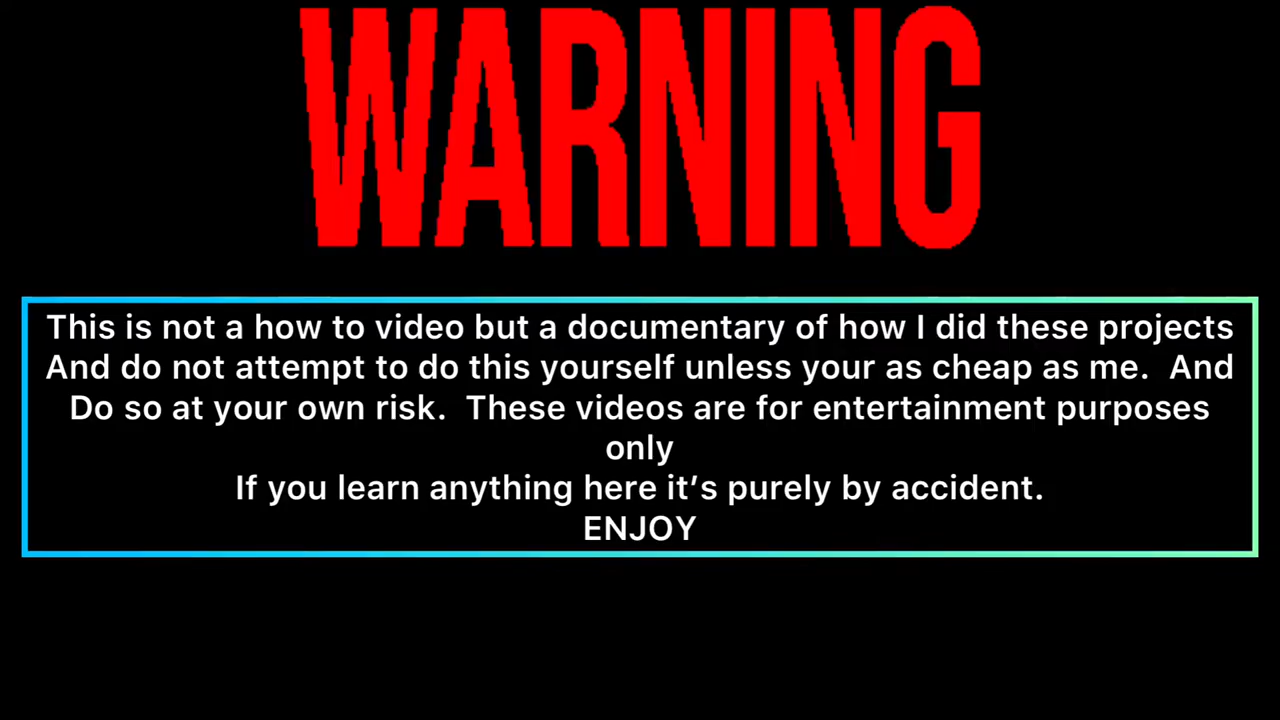 WARNING
This is not a how to video but a documentary of how I did these projects
And do not attempt to do this yourself unless your as cheap as me.  And
Do so at your own risk.  These videos are for entertainment purposes
only
If you learn anything here it’s purely by accident.
ENJOY